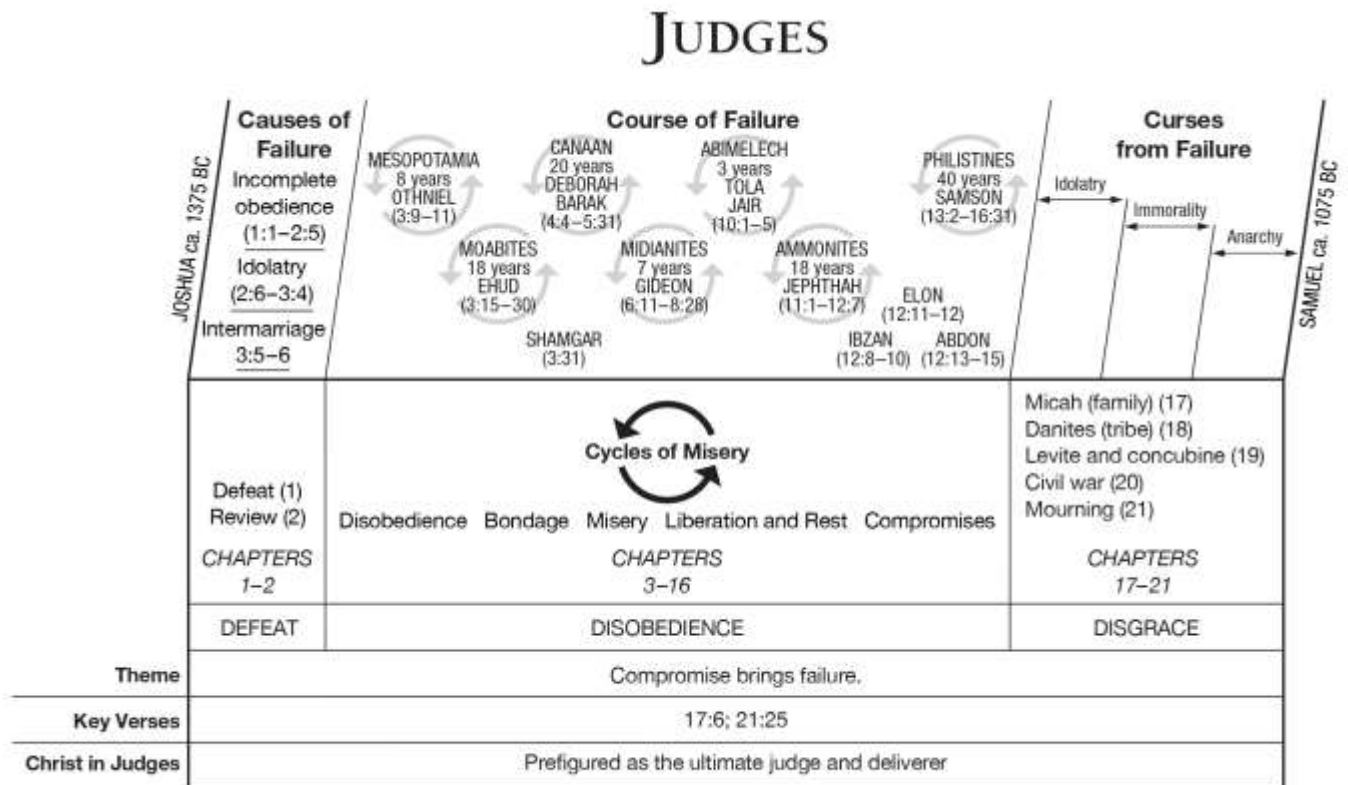 JUDGES
JOSHUA ca. 1375 BC
Causes of
Failure
Incomplete
obedience
(1:1–2:5)
Idolatry
(2:6–3:4)
Intermarriage
3:5–6
Course of Failure
MESOPOTAMIA
8 years
OTHNIEL
(3:9–11)
MOABITES
18 years
EHUD
(3:15–30)
SHAMGAR
(3:31)
CANAAN
20 years
DEBORAH
BARAK
(4:4–5:31)
MIDIANITES
7 years
GIDEON
(6:11–8:28)
ABIMELECH
3 years
TOLA
JAIR
(10:1–5)
AMMONITES
18 years
JEPHTHAH
(11:1–12:7)
IBZAN
(12:8–10)
ELON
(12:11–12)
ABDON
(12:13–15)
PHILISTINES
40 years
SAMSON
(13:2–16:31)
Curses
from Failure
Idolatry
Immorality
Anarchy
SAMUEL ca. 1075 BC
Defeat (1)
Review (2)
CHAPTERS
1–2
Cycles of Misery
Disobedience Bondage Misery Liberation and Rest Compromises
CHAPTERS
3–16
Micah (family) (17)
Danites (tribe) (18)
Levite and concubine (19)
Civil war (20)
Mourning (21)
CHAPTERS
17–21
DEFEAT DISOBEDIENCE DISGRACE
Theme Compromise brings failure.
Key Verses 17:6; 21:25
Christ in Judges Prefigured as the ultimate judge and deliverer